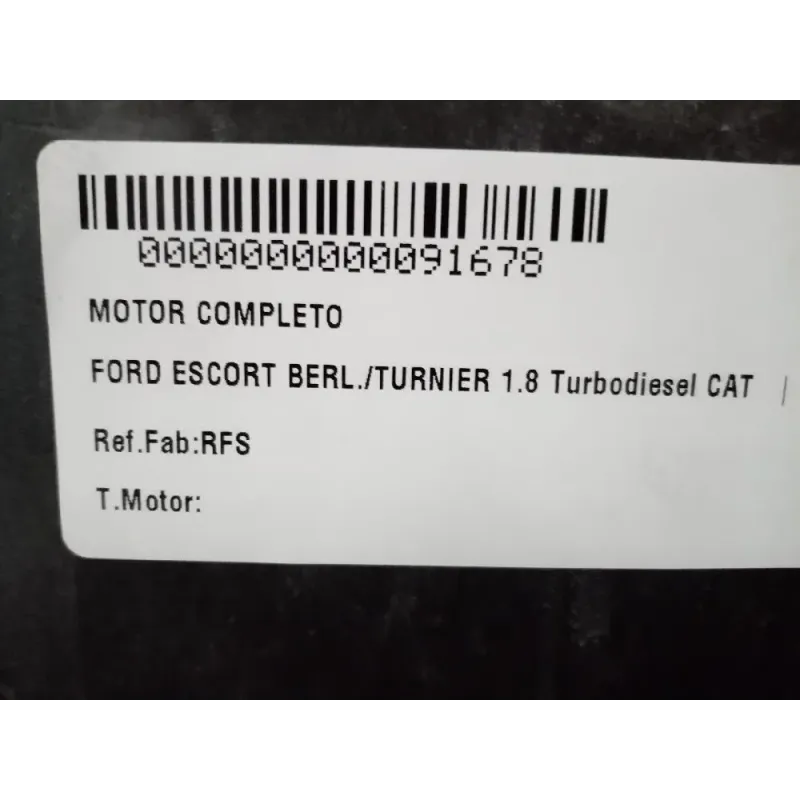 0000000000091678
MOTOR COMPLETO
FORD ESCORT BERL./TURNIER 1.8 Turbodiesel CAT |
Ref.Fab:RFS
T.Motor: